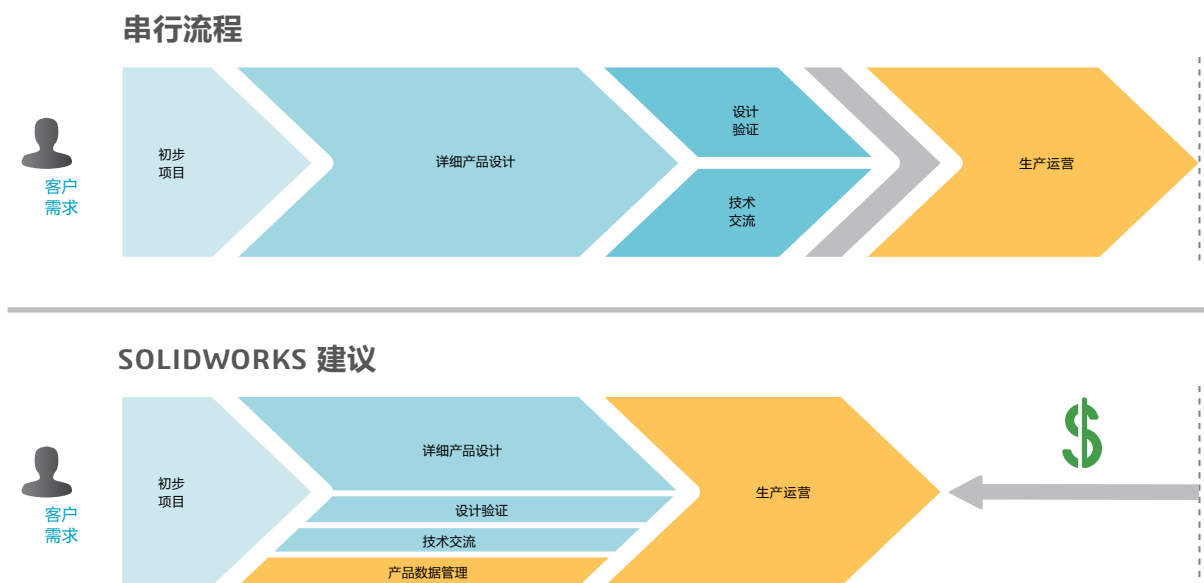 串行流程
客户
需求
初步
项目
详细产品设计
设计
验证
技术
交流
生产运营
SOLIDWORKS 建议
客户
需求
初步
项目
详细产品设计
设计验证
技术交流
产品数据管理
生产运营
$